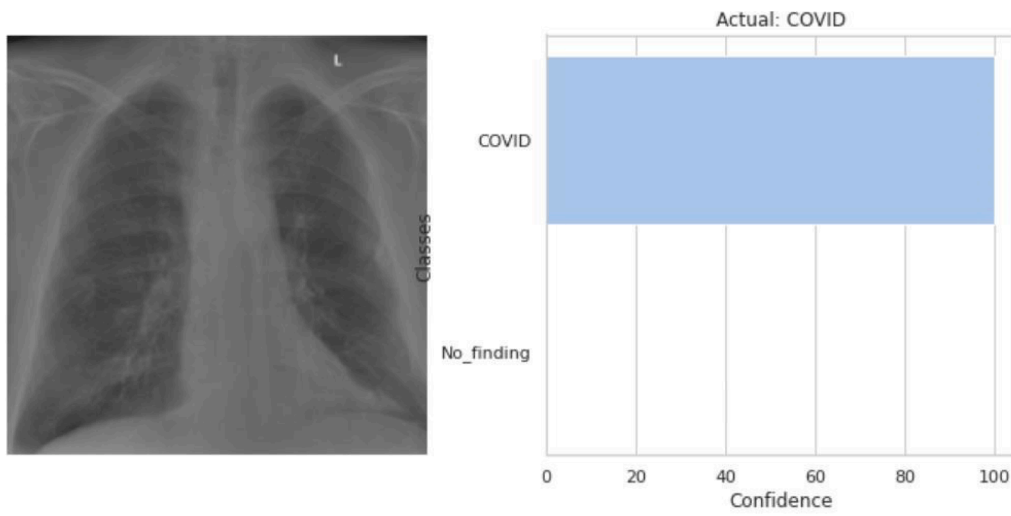 L
Actual: COVID
Classes
COVID
No_finding
0 20 40 60 80 100
Confidence